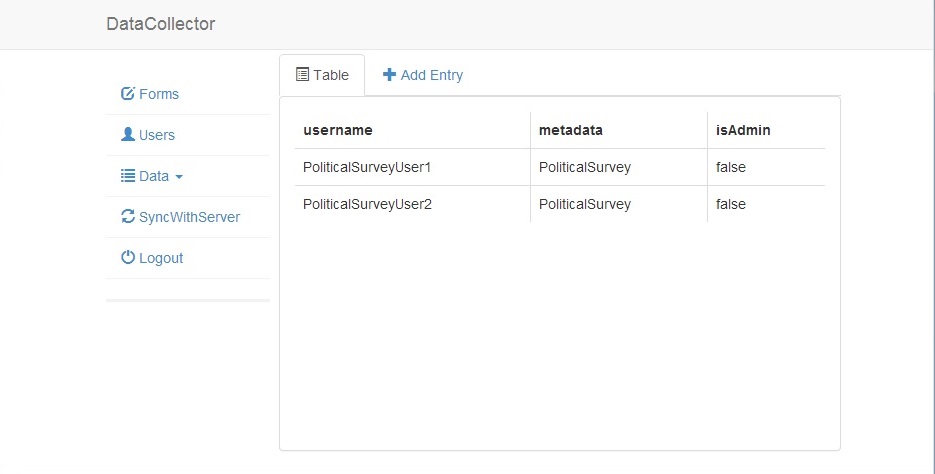 DataCollector
Forms
Users
Data
SyncWithServer
Logout
Table Add Entry
username metadata isAdmin
PoliticalSurveyUser1 PoliticalSurvey false
PoliticalSurveyUser2 PoliticalSurvey false